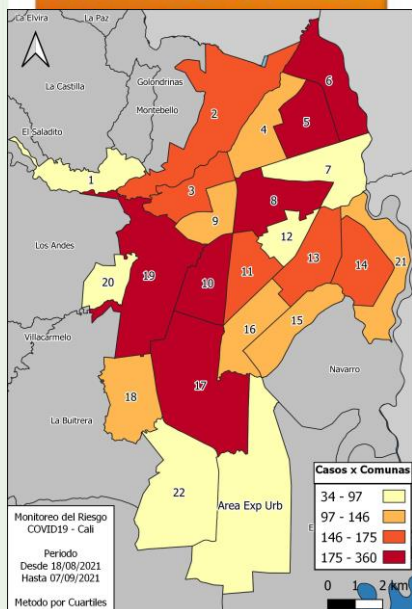 La Elvira
La Paz
La Castilla
Golondrinas
Montebello
El Saladito
Los Andes
Villacarmelo
La Buitrera
Navarro
1
2
3
4
5
6
7
8
9
10
11
12
13
14
15
16
17
18
19
20
21
22
Area Exp Urb
Casos x Comunas
34 - 97
97 - 146
146 - 175
175 - 360
Monitoreo del Riesgo
COVID19 - Cali
Periodo
Desde 18/08/2021
Hasta 07/09/2021
Metodo por Cuartiles
0 1 2 km